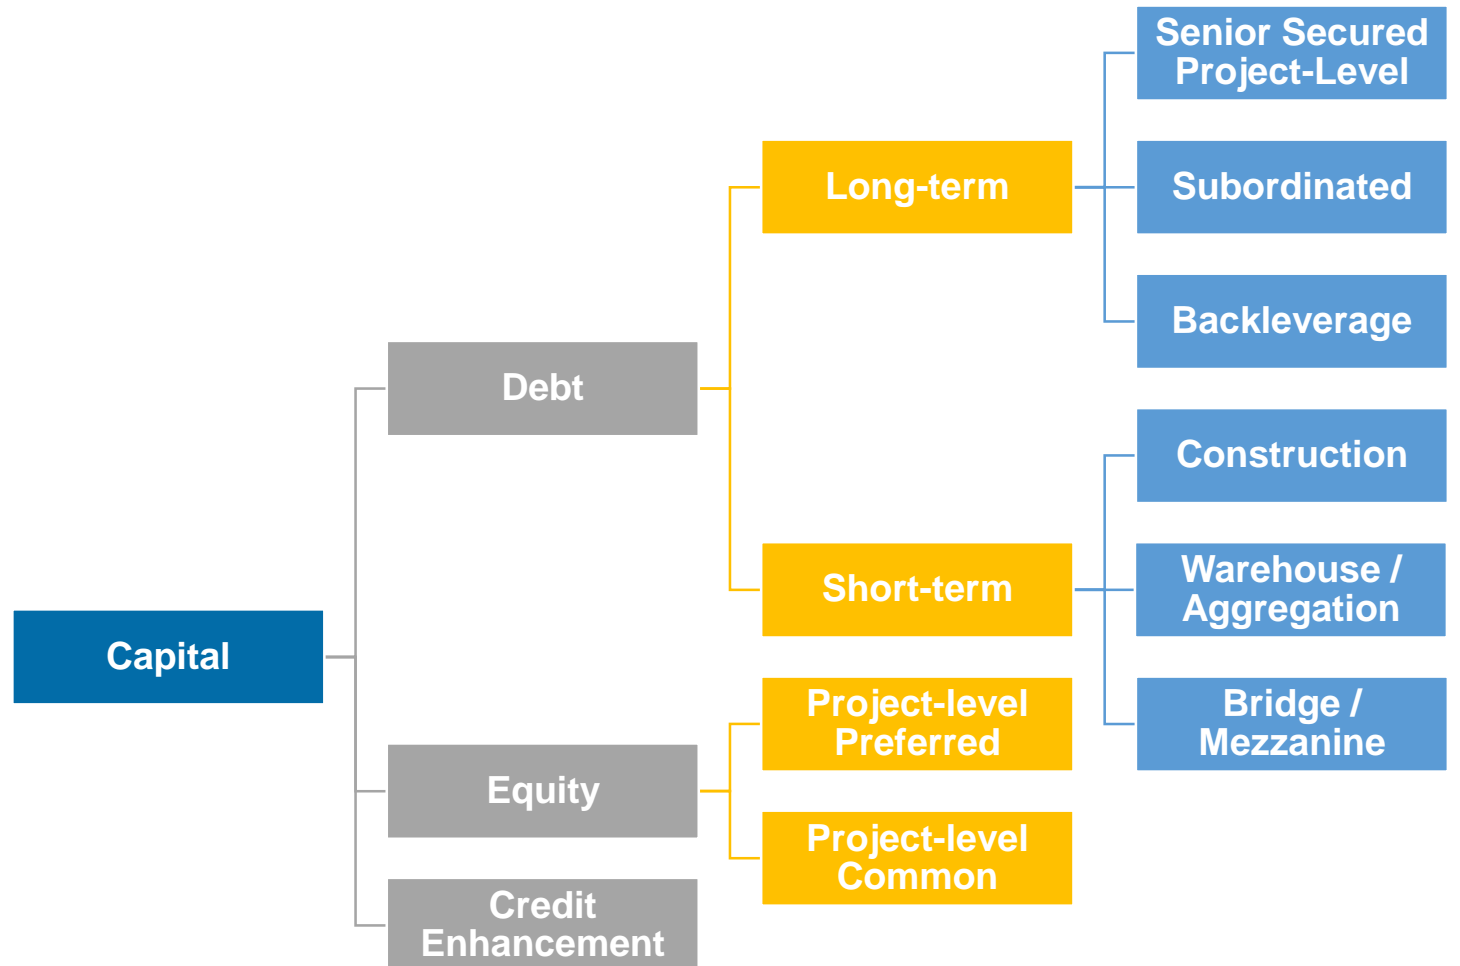 Capital
Debt
Equity
Credit
Enhancement
Long-term
Short-term
Project-level
Preferred
Project-level
Common
Senior Secured
Project-Level
Subordinated
Backleverage
Construction
Warehouse /
Aggregation
Bridge /
Mezzanine